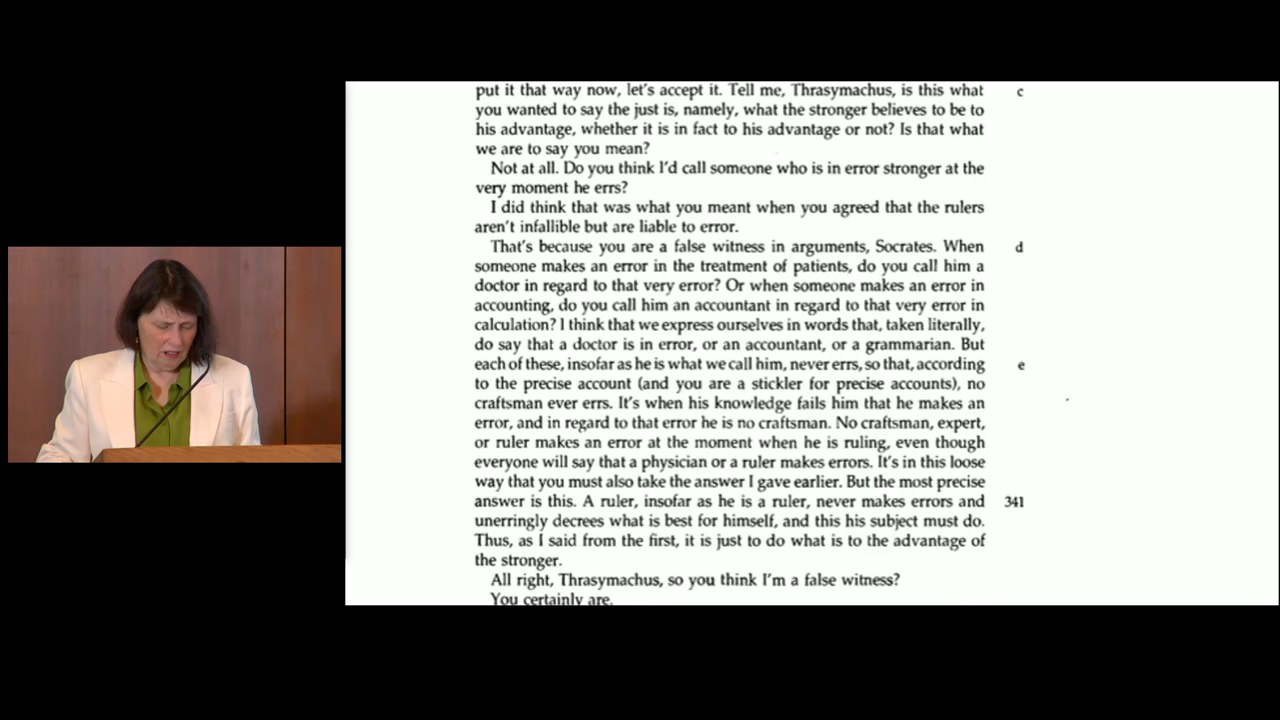 put it that way now, let's accept it. Tell me, Thrasymachus, is this what c
you wanted to say the just is, namely, what the stronger believes to be to
his advantage, whether it is in fact to his advantage or not? Is that what
we are to say you mean?
Not at all. Do you think I'd call someone who is in error stronger at the
very moment he errs?
I did think that was what you meant when you agreed that the rulers
aren't infallible but are liable to error.
That's because you are a false witness in arguments, Socrates. When d
someone makes an error in the treatment of patients, do you call him a
doctor in regard to that very error? Or when someone makes an error in
accounting, do you call him an accountant in regard to that very error in
calculation? I think that we express ourselves in words that, taken literally,
do say that a doctor is in error, or an accountant, or a grammarian. But
each of these, insofar as he is what we call him, never errs, so that, according e
to the precise account (and you are a stickler for precise accounts), no
craftsman ever errs. It's when his knowledge fails him that he makes an
error, and in regard to that error he is no craftsman. No craftsman, expert,
or ruler makes an error at the moment when he is ruling, even though
everyone will say that a physician or a ruler makes errors. It's in this loose
way that you must also take the answer I gave earlier. But the most precise
answer is this. A ruler, insofar as he is a ruler, never makes errors and 341
unerringly decrees what is best for himself, and this his subject must do.
Thus, as I said from the first, it is just to do what is to the advantage of
the stronger.
All right, Thrasymachus, so you think I'm a false witness?
You certainly are.